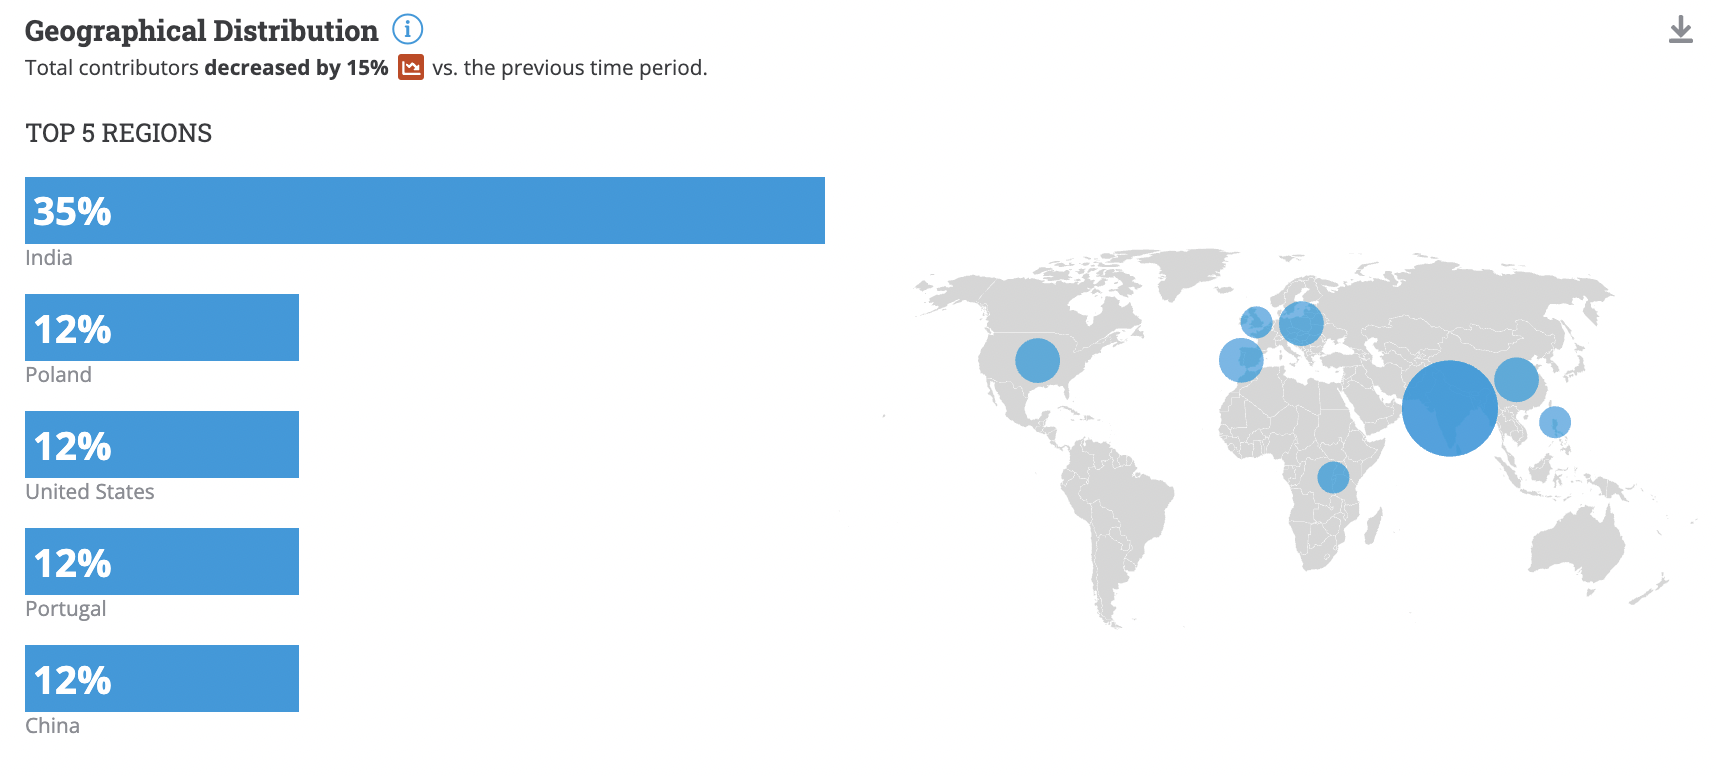 Geographical Distribution
Total contributors decreased by 15% vs. the previous time period.
TOP 5 REGIONS
35%
India
12%
Poland
12%
United States
12%
Portugal
12%
China